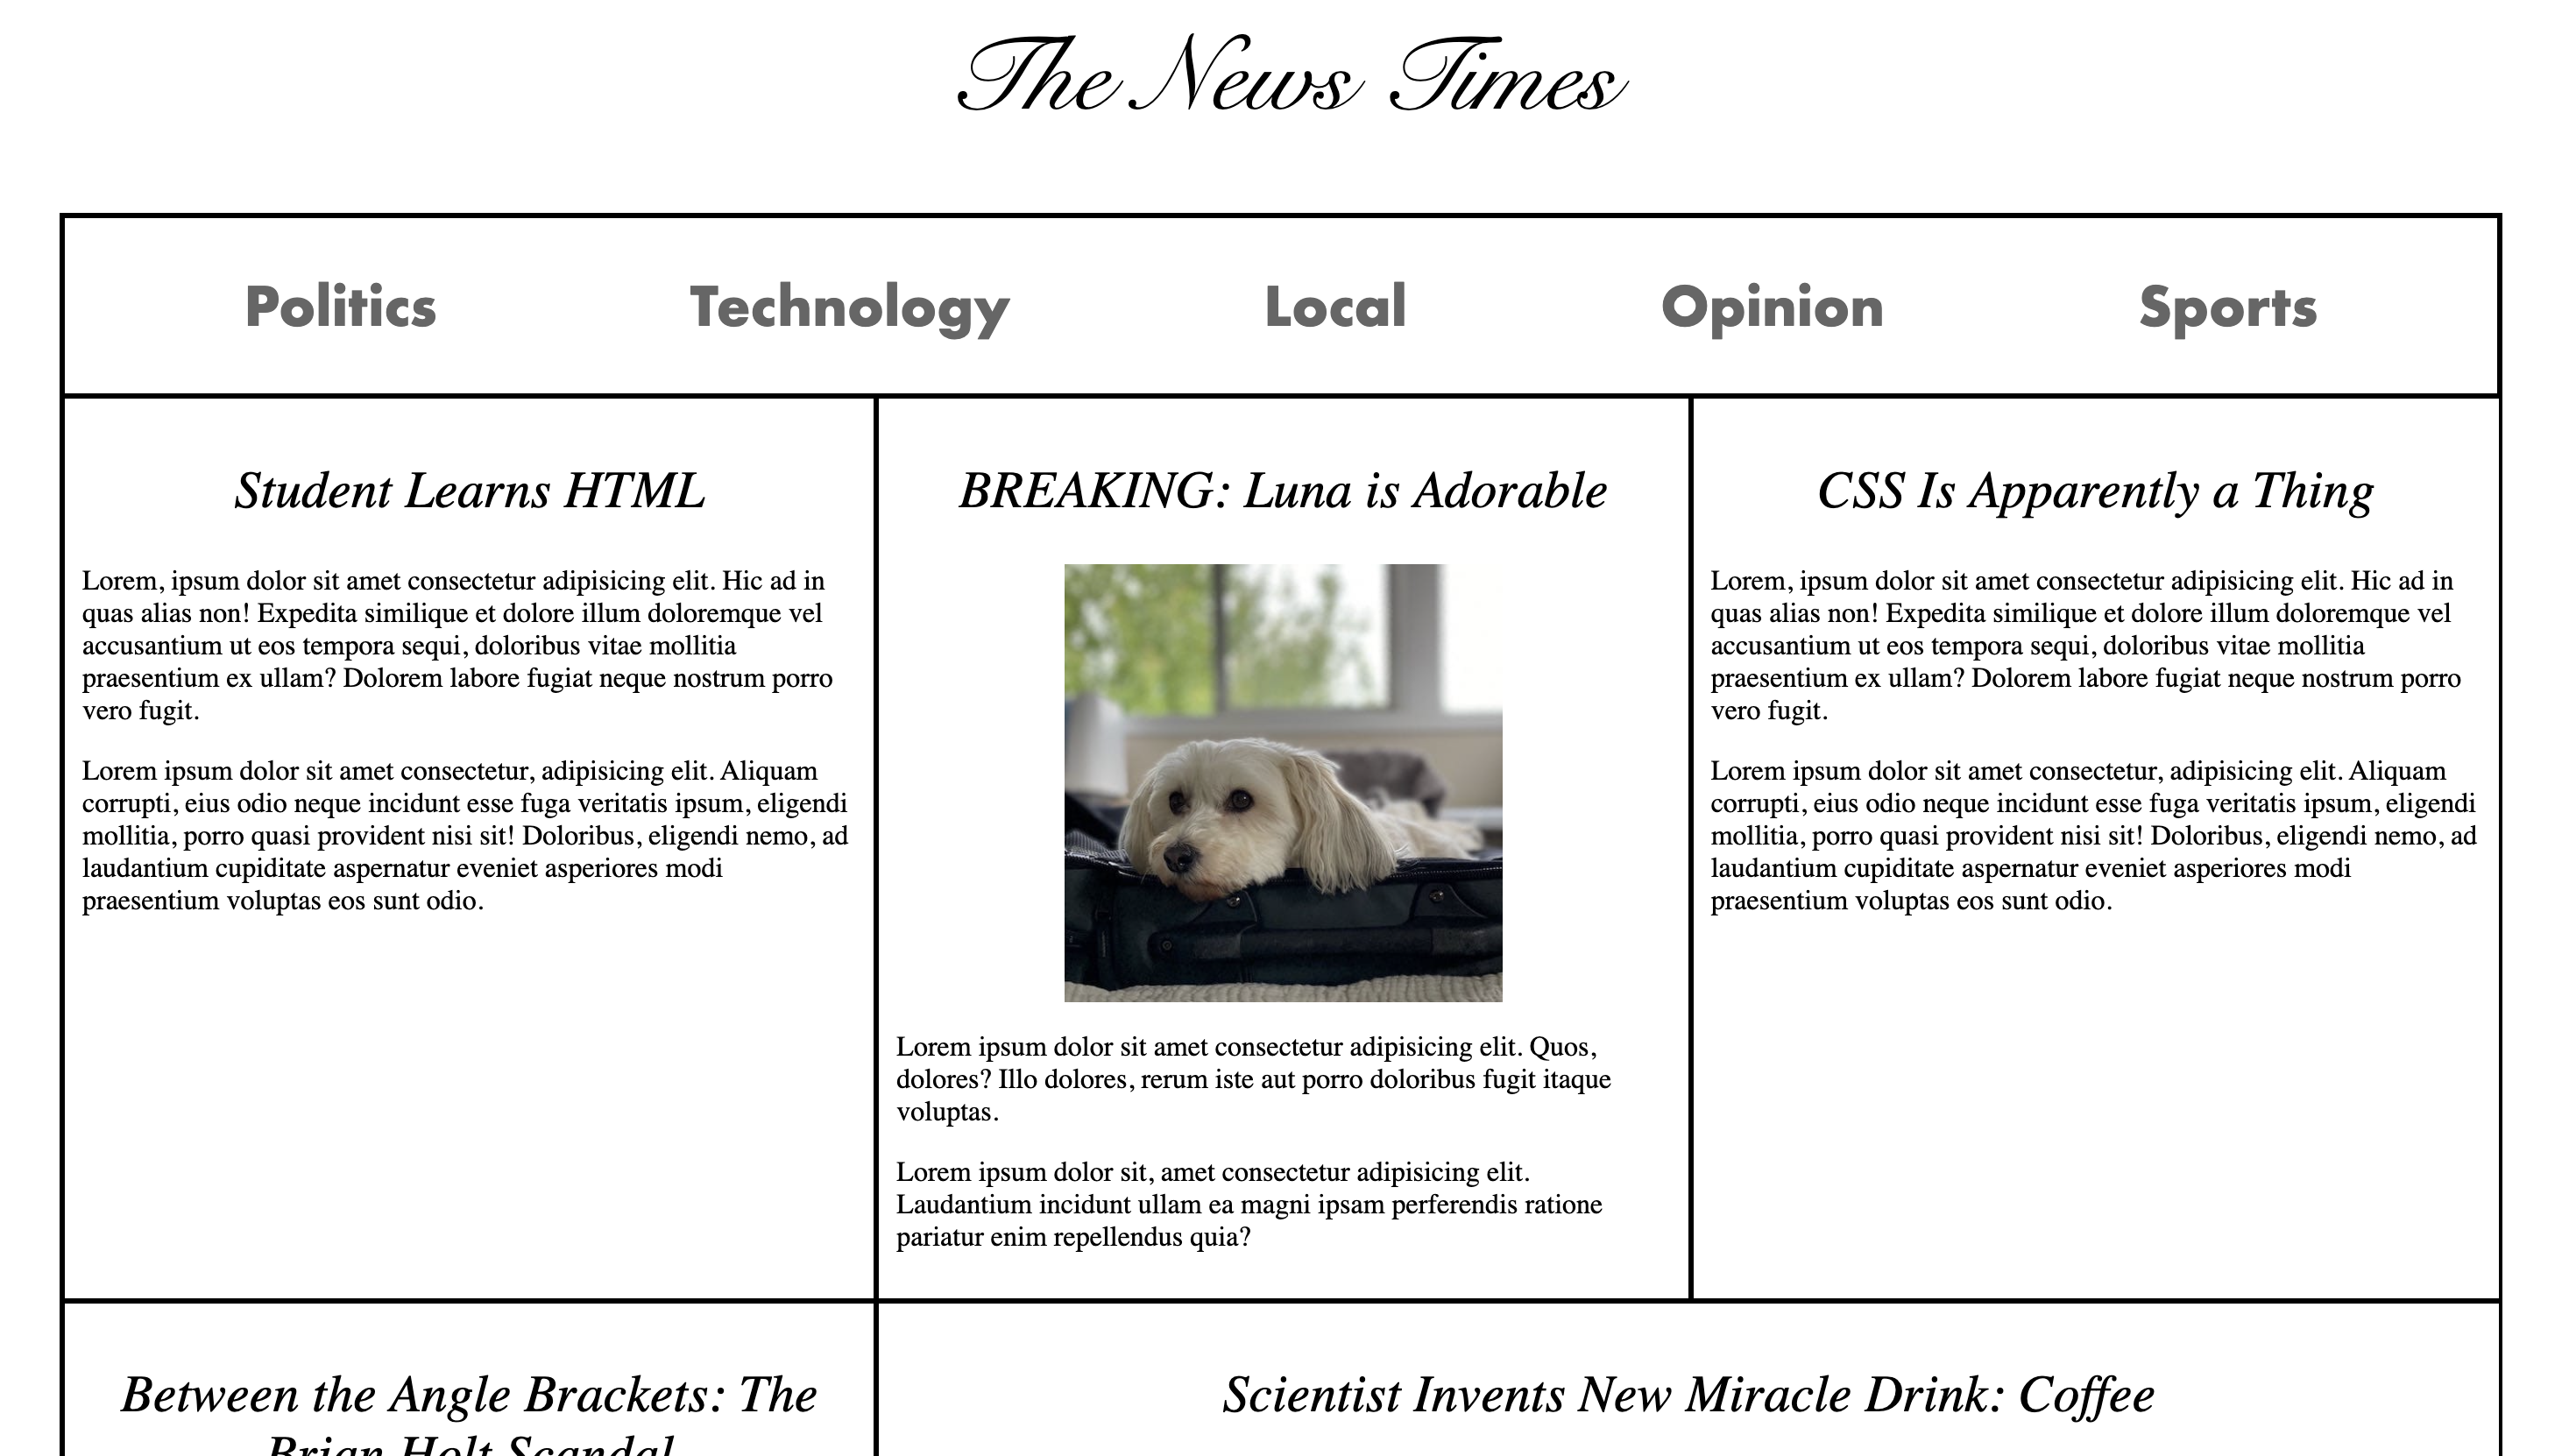 The News Times
Politics Technology Local Opinion Sports
Student Learns HTML
Lorem, ipsum dolor sit amet consectetur adipisicing elit. Hic ad in
quas alias non! Expedita similique et dolore illum doloremque vel
accusantium ut eos tempora sequi, doloribus vitae mollitia
praesentium ex ullam? Dolorem labore fugiat neque nostrum porro
vero fugit.
Lorem ipsum dolor sit amet consectetur, adipisicing elit. Aliquam
corrupti, eius odio neque incidunt esse fuga veritatis ipsum, eligendi
mollitia, porro quasi provident nisi sit! Doloribus, eligendi nemo, ad
laudantium cupiditate aspernatur eveniet asperiores modi
praesentium voluptas eos sunt odio.
BREAKING: Luna is Adorable
Lorem ipsum dolor sit amet consectetur adipisicing elit. Quos,
dolores? Illo dolores, rerum iste aut porro doloribus fugit itaque
voluptas.
Lorem ipsum dolor sit, amet consectetur adipisicing elit.
Laudantium incidunt ullam ea magni ipsam perferendis ratione
pariatur enim repellendus quia?
CSS Is Apparently a Thing
Lorem, ipsum dolor sit amet consectetur adipisicing elit. Hic ad in
quas alias non! Expedita similique et dolore illum doloremque vel
accusantium ut eos tempora sequi, doloribus vitae mollitia
praesentium ex ullam? Dolorem labore fugiat neque nostrum porro
vero fugit.
Lorem ipsum dolor sit amet consectetur, adipisicing elit. Aliquam
corrupti, eius odio neque incidunt esse fuga veritatis ipsum, eligendi
mollitia, porro quasi provident nisi sit! Doloribus, eligendi nemo, ad
laudantium cupiditate aspernatur eveniet asperiores modi
praesentium voluptas eos sunt odio.
Between the Angle Brackets: The
Brian Holt Scandal
Scientist Invents New Miracle Drink: Coffee